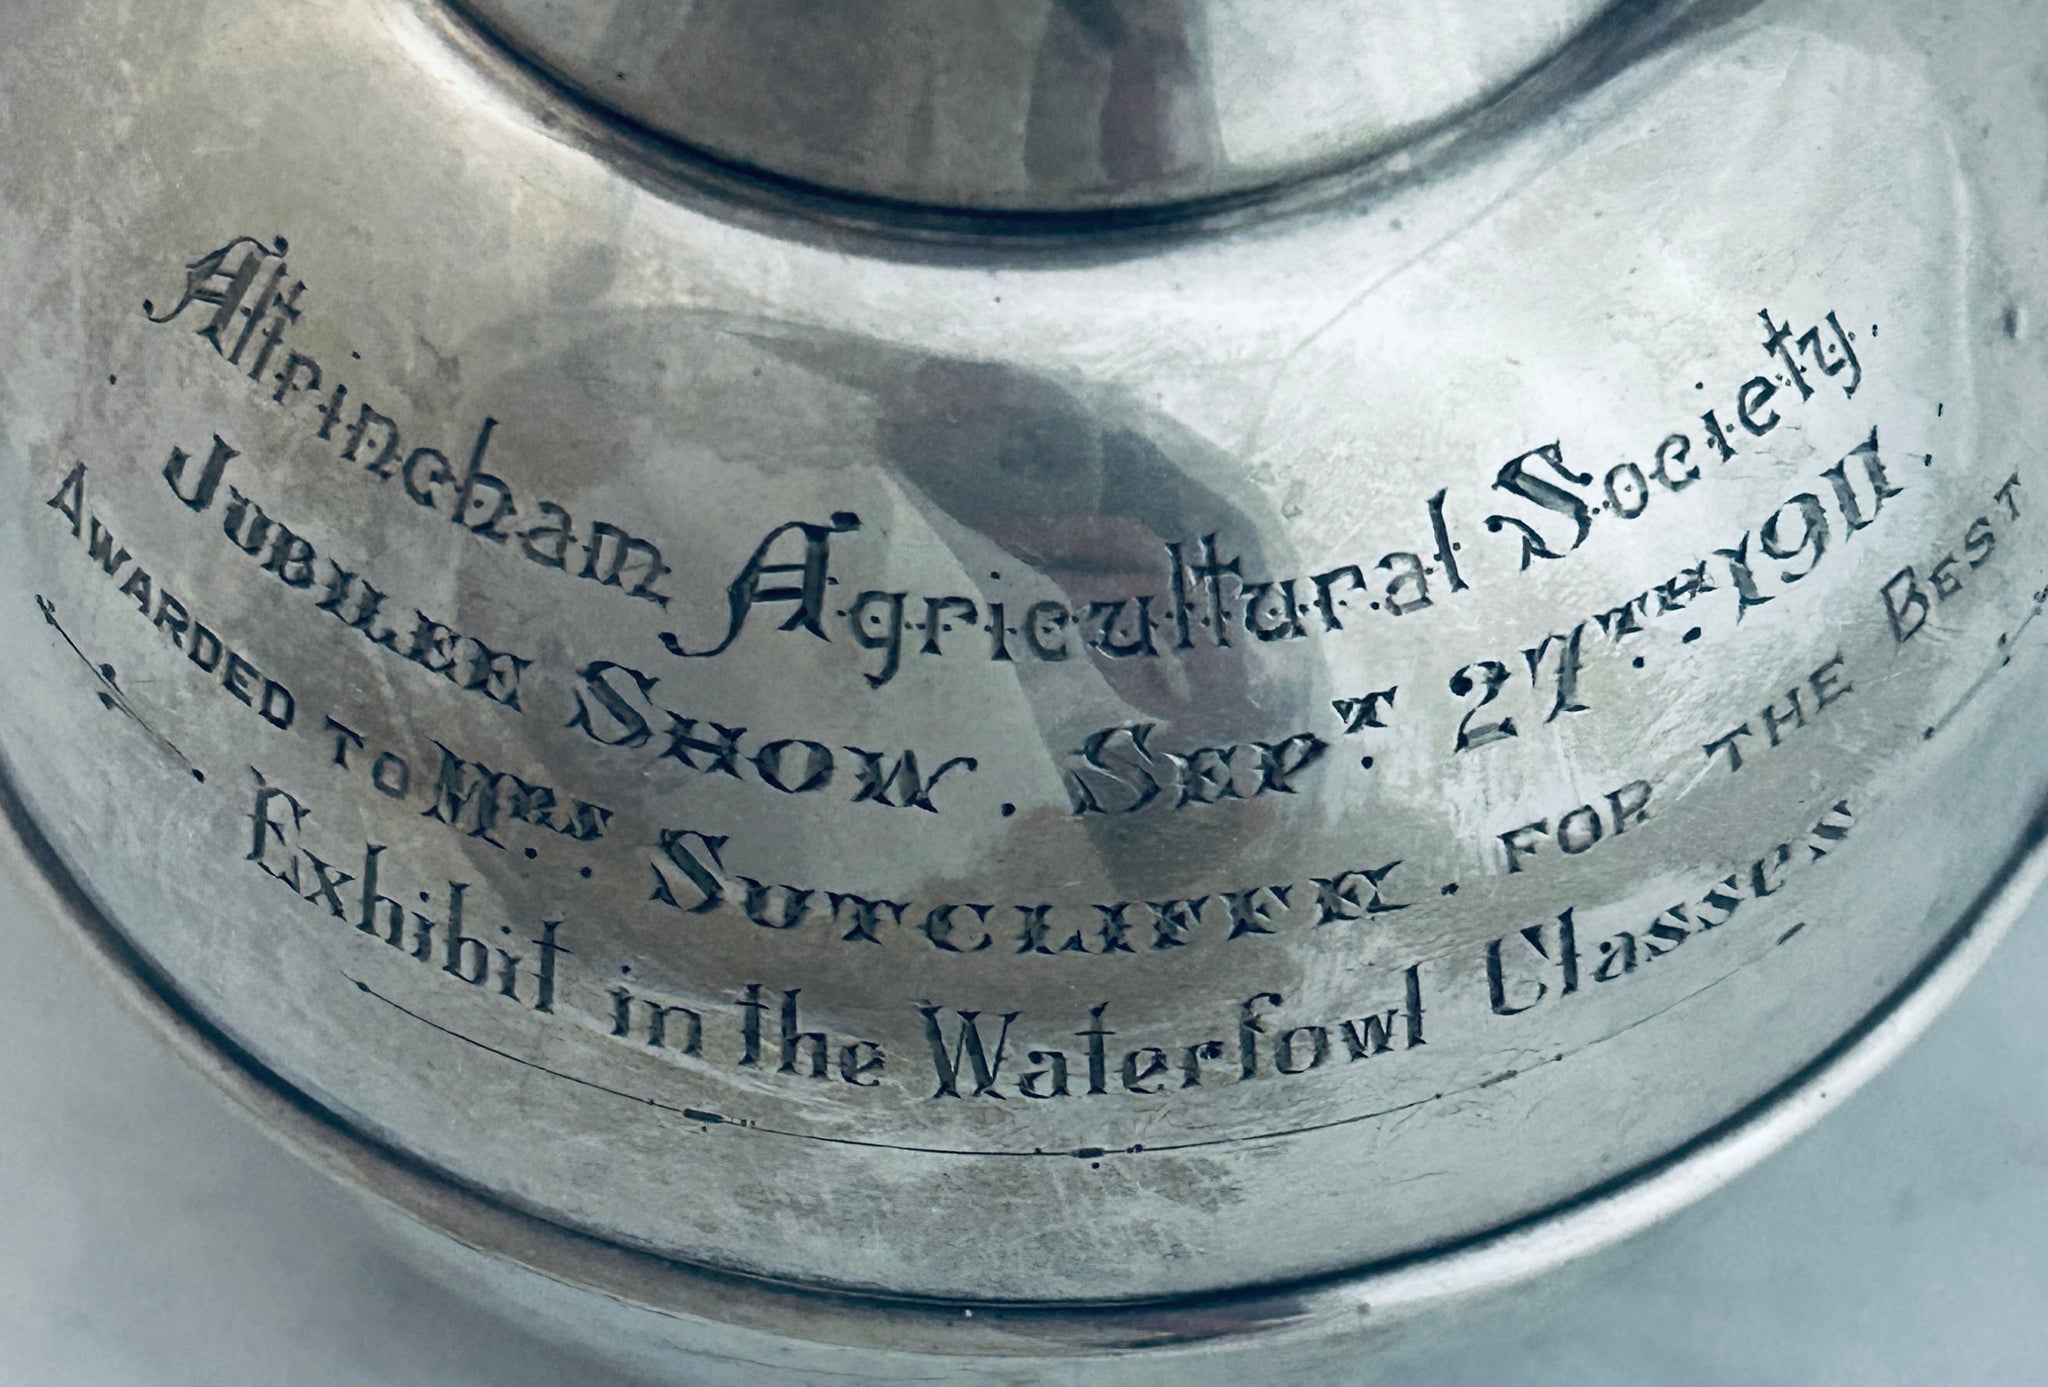 Altrincham Agricultural Society.
JUBILEE SHOW. SEPT. 27TH. 1911.
AWARDED TO MRS. SUTCLIFFE. FOR THE BEST
Exhibit in the Waterfowl Classes